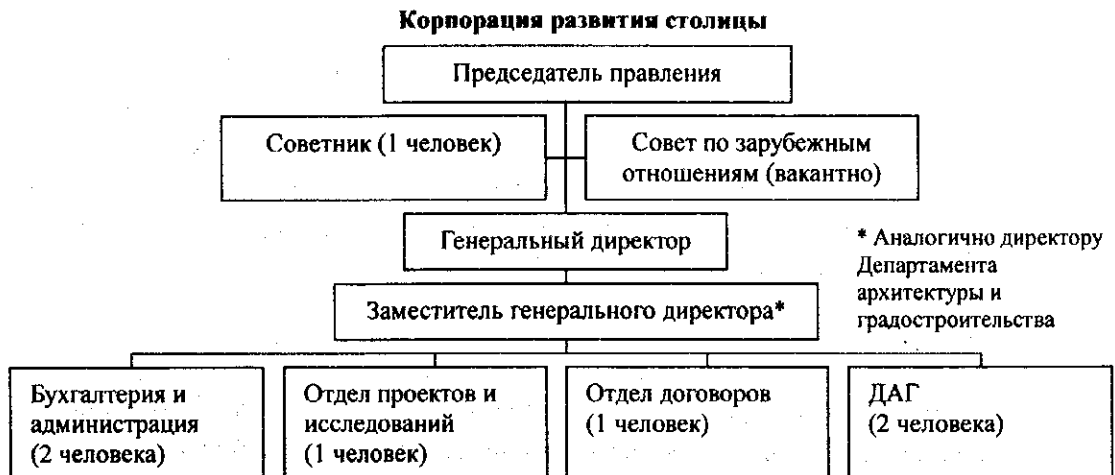 Корпорация развития столицы
Председатель правления
Советник (1 человек)
Совет по зарубежным
отношениям (вакантно)
Генеральный директор
* Аналогично директору
Департамента
архитектуры и
градостроительства
Заместитель генерального директора*
Бухгалтерия и
администрация
(2 человека)
Отдел проектов и
исследований
(1 человек)
Отдел договоров
(1 человек)
ДАГ
(2 человека)